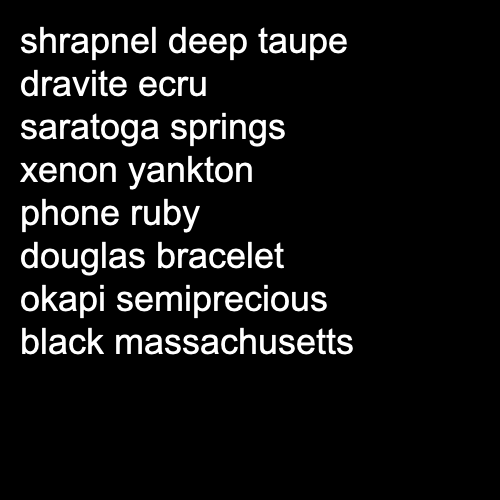 shrapnel deep taupe
dravite ecru
saratoga springs
xenon yankton
phone ruby
douglas bracelet
okapi semiprecious
black massachusetts